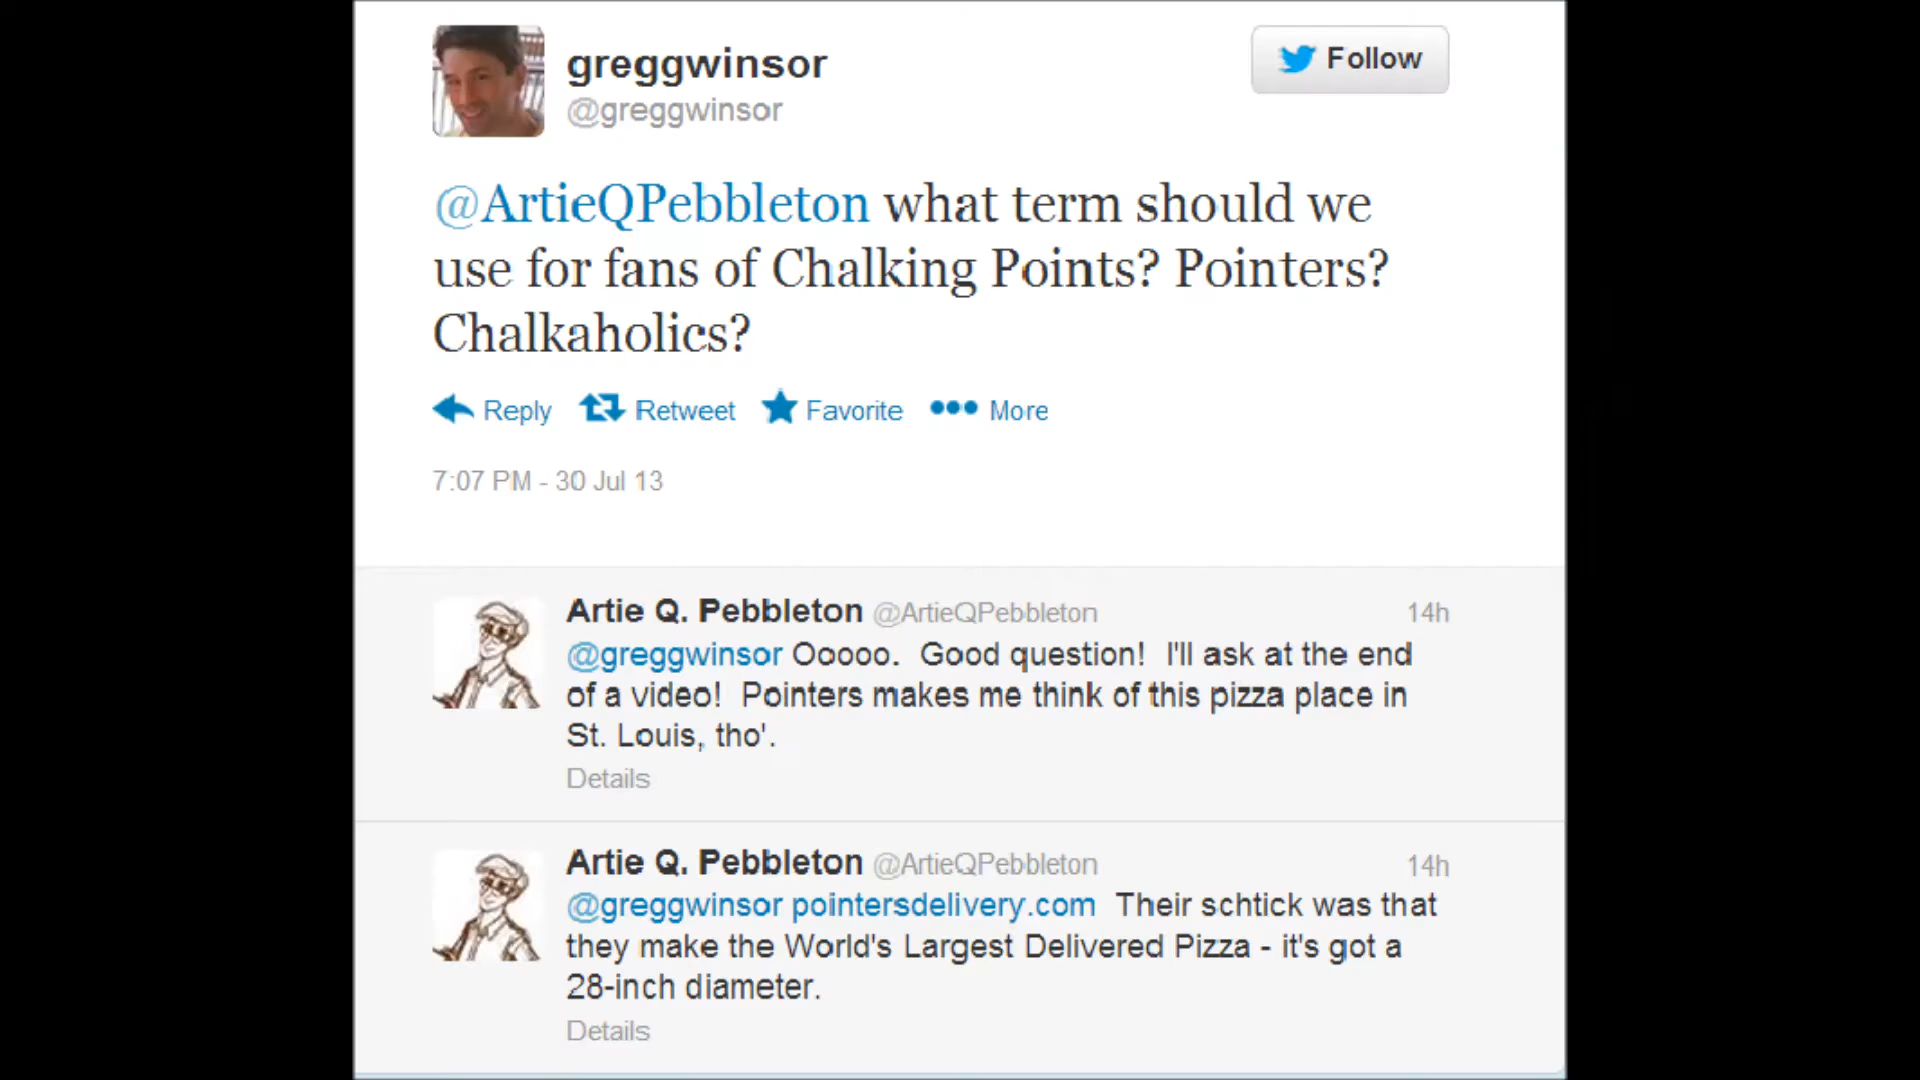 greggwinsor
@greggwinsor
Follow
@ArtieQPebbleton what term should we
use for fans of Chalking Points? Pointers?
Chalkaholics?
Reply Retweet Favorite More
7:07 PM - 30 Jul 13
Artie Q. Pebbleton @ArtieQPebbleton 14h
@greggwinsor Ooooo. Good question! I'll ask at the end
of a video! Pointers makes me think of this pizza place in
St. Louis, tho'.
Details
Artie Q. Pebbleton @ArtieQPebbleton 14h
@greggwinsor pointersdelivery.com Their schtick was that
they make the World's Largest Delivered Pizza - it's got a
28-inch diameter.
Details